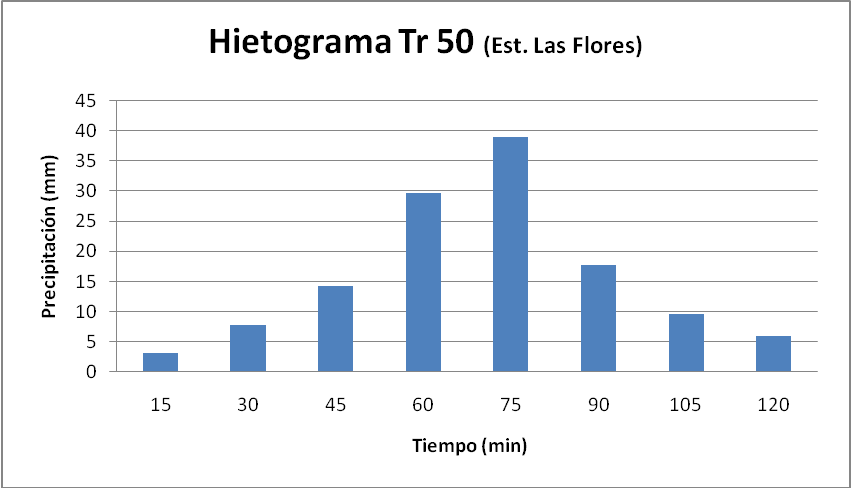 Hietograma Tr 50 (Est. Las Flores)
Precipitación (mm)
45
40
35
30
25
20
15
10
5
0
15 30 45 60 75 90 105 120
Tiempo (min)